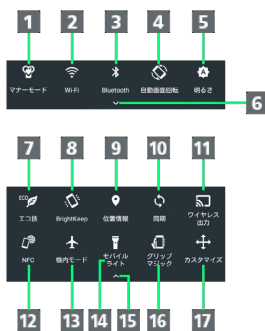 1 2 3 4 5
マナーモード Wi-Fi Bluetooth 自動画面回転 明るさ
6
7 8 9 10 11
ECO
エコ技 BrightKeep 位置情報 同期 ワイヤレス
出力
NFC 機内モード モバイル
ライト グリップ
マジック カスタマイズ
12 13 14 15 16 17